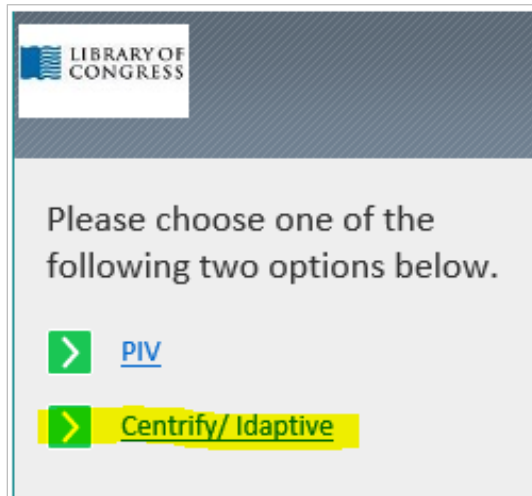 LIBRARY OF
CONGRESS
Please choose one of the
following two options below.
PIV
Centrify/ Idaptive